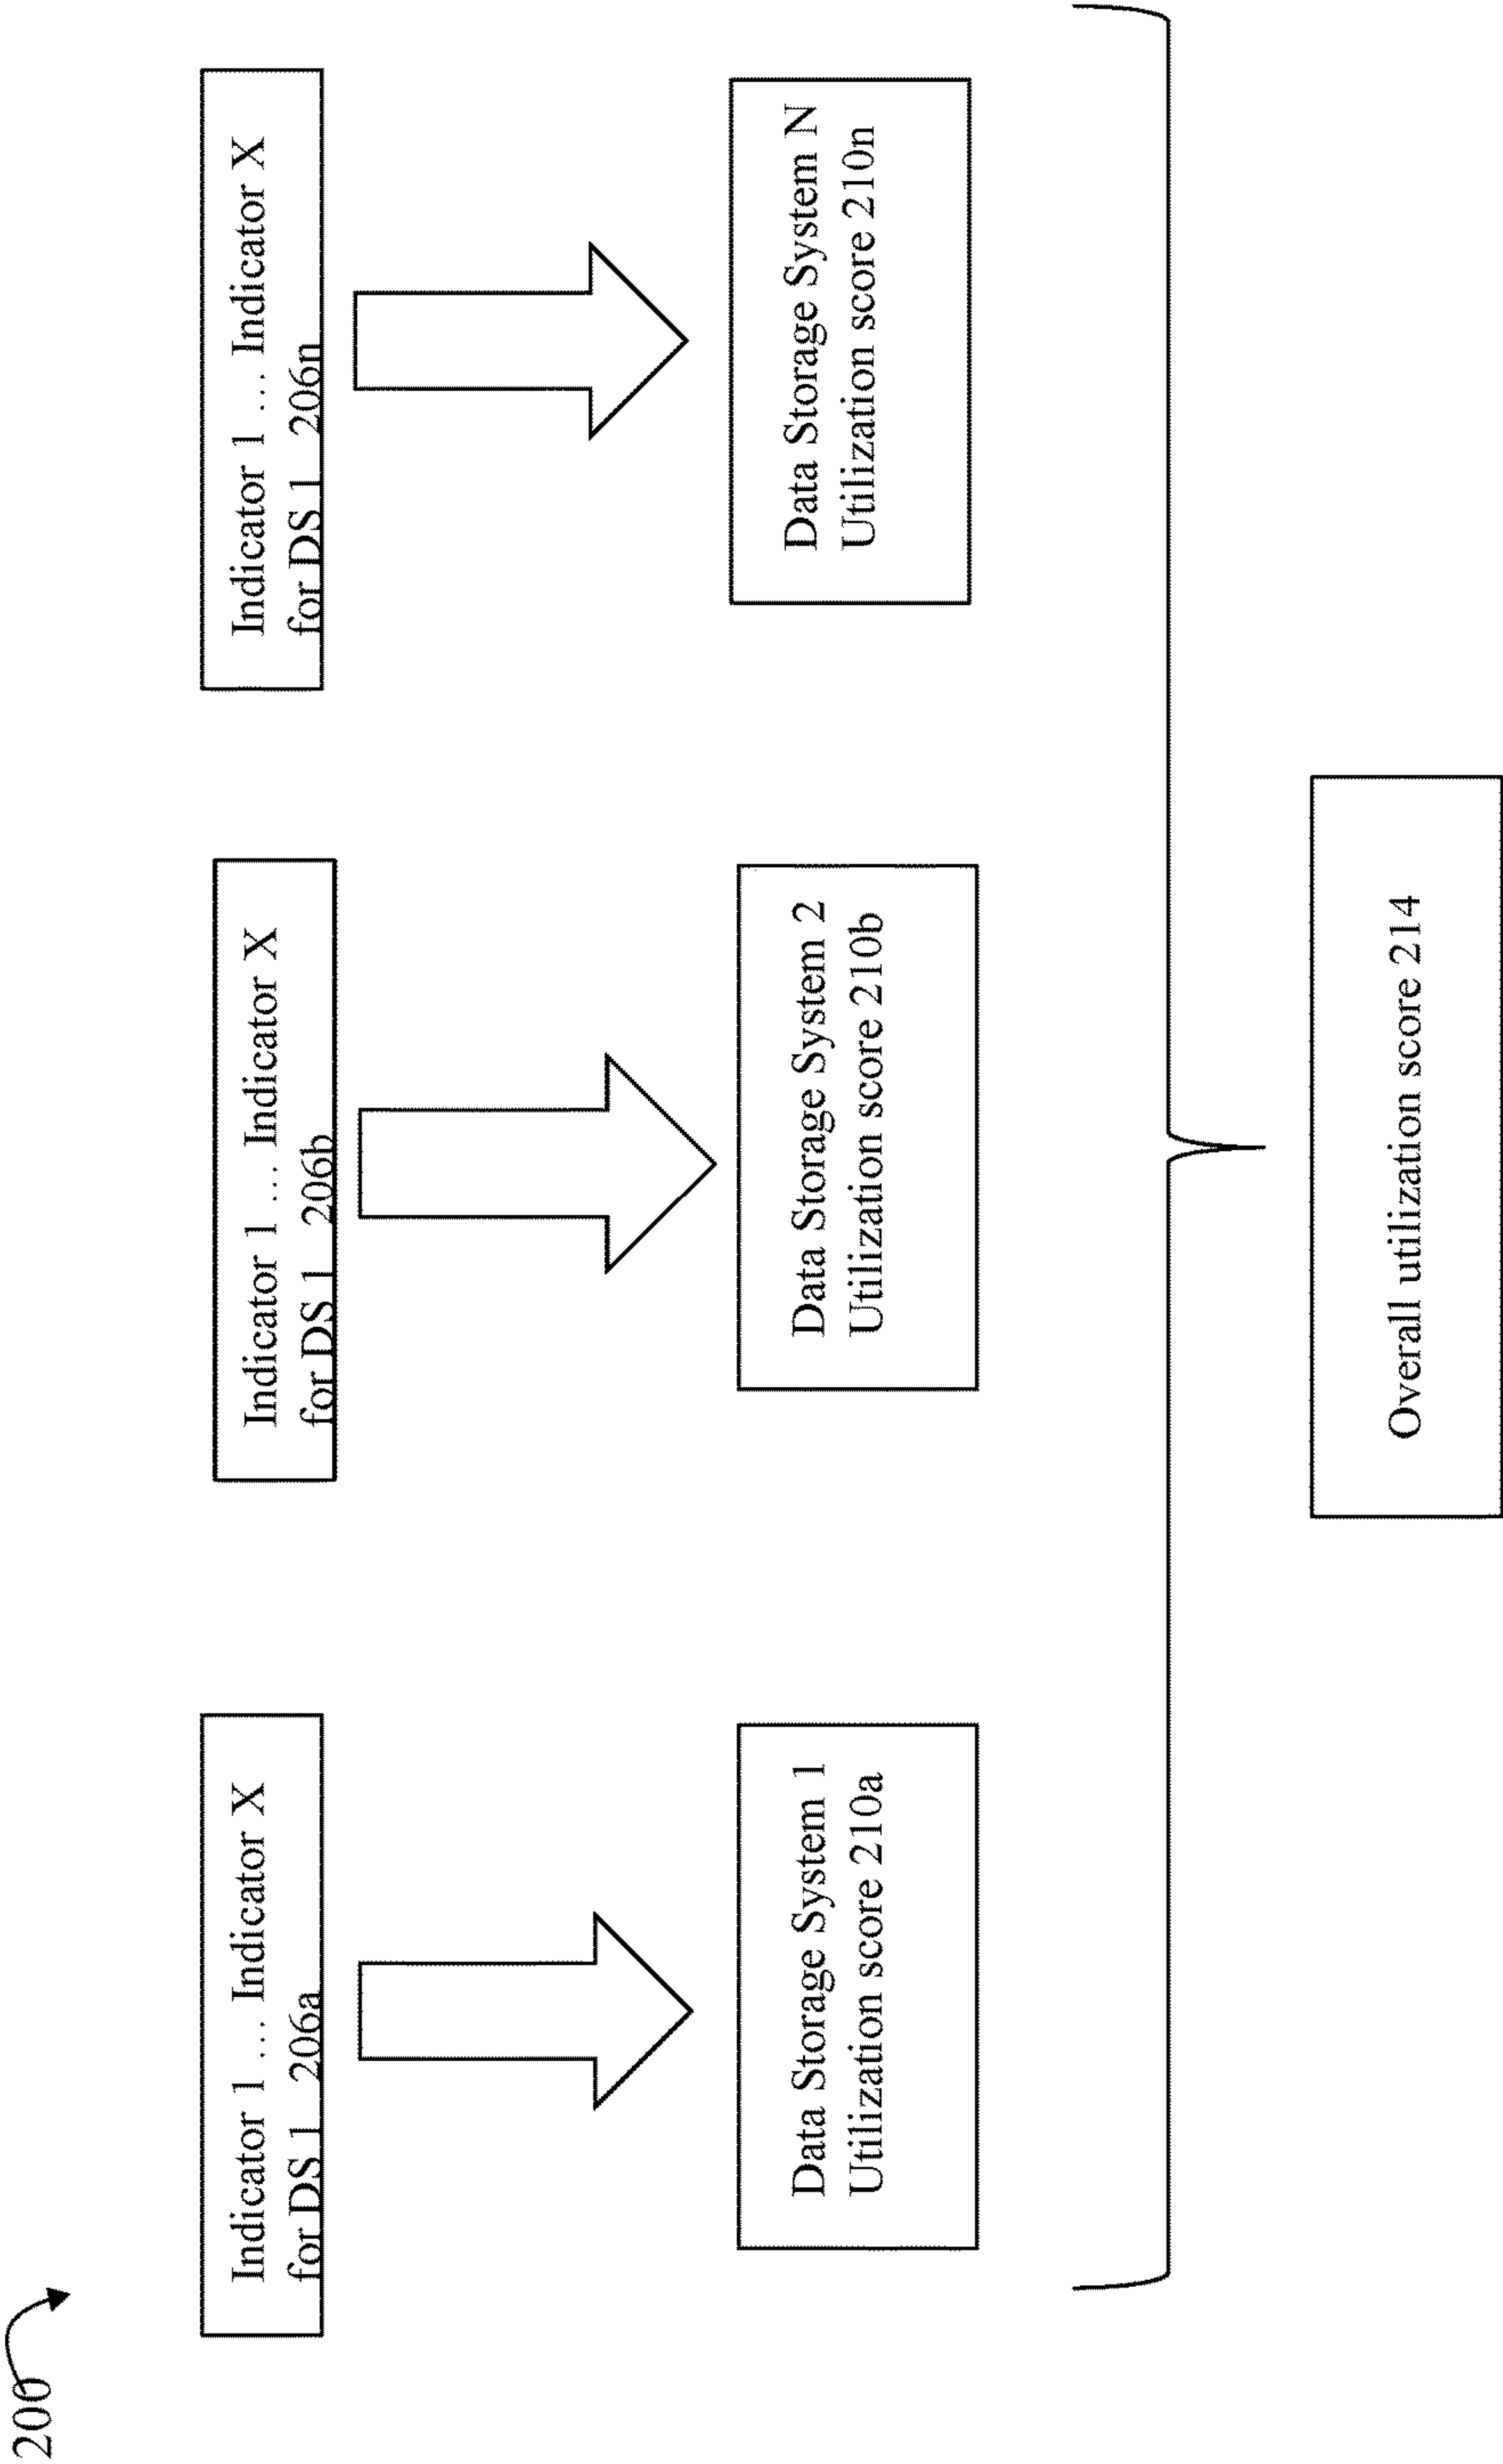 200
Indicator 1 … Indicator X
for DS 1 206a
Indicator 1 … Indicator X
for DS 1 206b
Indicator 1 … Indicator X
for DS 1 206n
Data Storage System 1
Utilization score 210a
Data Storage System 2
Utilization score 210b
Data Storage System N
Utilization score 210n
Overall utilization score 214